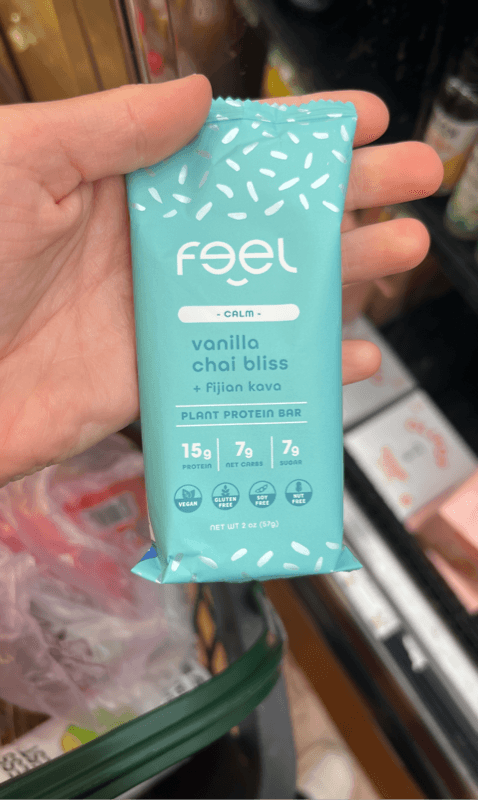 feel
- CALM -
vanilla
chai bliss
+ Fijian kava
PLANT PROTEIN BAR
15g 7g 7g
PROTEIN NET CARBS SUGAR
VEGAN GLUTEN FREE SOY FREE NUT FREE
NET WT 2 oz (57g)